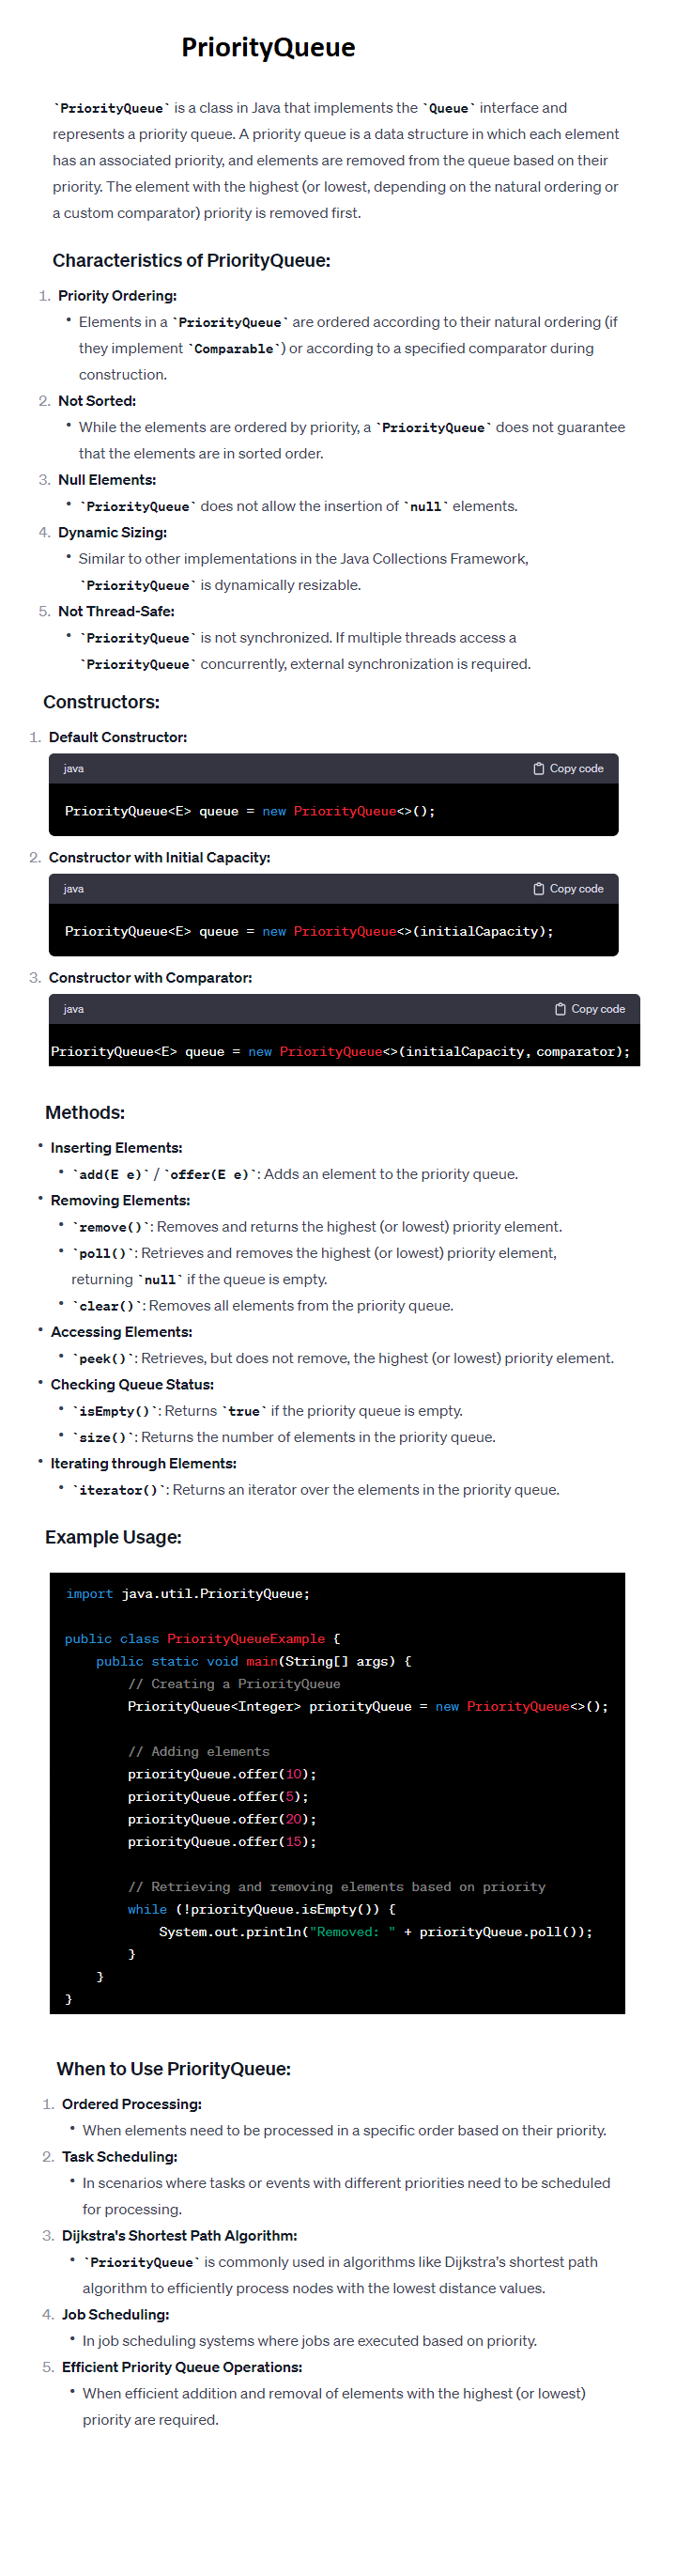 PriorityQueue
`PriorityQueue` is a class in Java that implements the `Queue` interface and
represents a priority queue. A priority queue is a data structure in which each element
has an associated priority, and elements are removed from the queue based on their
priority. The element with the highest (or lowest, depending on the natural ordering or
a custom comparator) priority is removed first.
Characteristics of PriorityQueue:
1. Priority Ordering:
• Elements in a `PriorityQueue` are ordered according to their natural ordering (if
they implement `Comparable`) or according to a specified comparator during
construction.
2. Not Sorted:
• While the elements are ordered by priority, a `PriorityQueue` does not guarantee
that the elements are in sorted order.
3. Null Elements:
• `PriorityQueue` does not allow the insertion of `null` elements.
4. Dynamic Sizing:
• Similar to other implementations in the Java Collections Framework,
`PriorityQueue` is dynamically resizable.
5. Not Thread-Safe:
• `PriorityQueue` is not synchronized. If multiple threads access a
`PriorityQueue` concurrently, external synchronization is required.
Constructors:
1. Default Constructor:
java Copy code
PriorityQueue<E> queue = new PriorityQueue<>();
2. Constructor with Initial Capacity:
java Copy code
PriorityQueue<E> queue = new PriorityQueue<>(initialCapacity);
3. Constructor with Comparator:
java Copy code
PriorityQueue<E> queue = new PriorityQueue<>(initialCapacity, comparator);
Methods:
• Inserting Elements:
• `add(E e)` / `offer(E e)`: Adds an element to the priority queue.
• Removing Elements:
• `remove()`: Removes and returns the highest (or lowest) priority element.
• `poll()`: Retrieves and removes the highest (or lowest) priority element,
returning `null` if the queue is empty.
• `clear()`: Removes all elements from the priority queue.
• Accessing Elements:
• `peek()`: Retrieves, but does not remove, the highest (or lowest) priority element.
• Checking Queue Status:
• `isEmpty()`: Returns `true` if the priority queue is empty.
• `size()`: Returns the number of elements in the priority queue.
• Iterating through Elements:
• `iterator()`: Returns an iterator over the elements in the priority queue.
Example Usage:
import java.util.PriorityQueue;
public class PriorityQueueExample {
public static void main(String[] args) {
// Creating a PriorityQueue
PriorityQueue<Integer> priorityQueue = new PriorityQueue<>();
// Adding elements
priorityQueue.offer(10);
priorityQueue.offer(5);
priorityQueue.offer(20);
priorityQueue.offer(15);
// Retrieving and removing elements based on priority
while (!priorityQueue.isEmpty()) {
System.out.println("Removed: " + priorityQueue.poll());
}
}
}
When to Use PriorityQueue:
1. Ordered Processing:
• When elements need to be processed in a specific order based on their priority.
2. Task Scheduling:
• In scenarios where tasks or events with different priorities need to be scheduled
for processing.
3. Dijkstra's Shortest Path Algorithm:
• `PriorityQueue` is commonly used in algorithms like Dijkstra's shortest path
algorithm to efficiently process nodes with the lowest distance values.
4. Job Scheduling:
• In job scheduling systems where jobs are executed based on priority.
5. Efficient Priority Queue Operations:
• When efficient addition and removal of elements with the highest (or lowest)
priority are required.